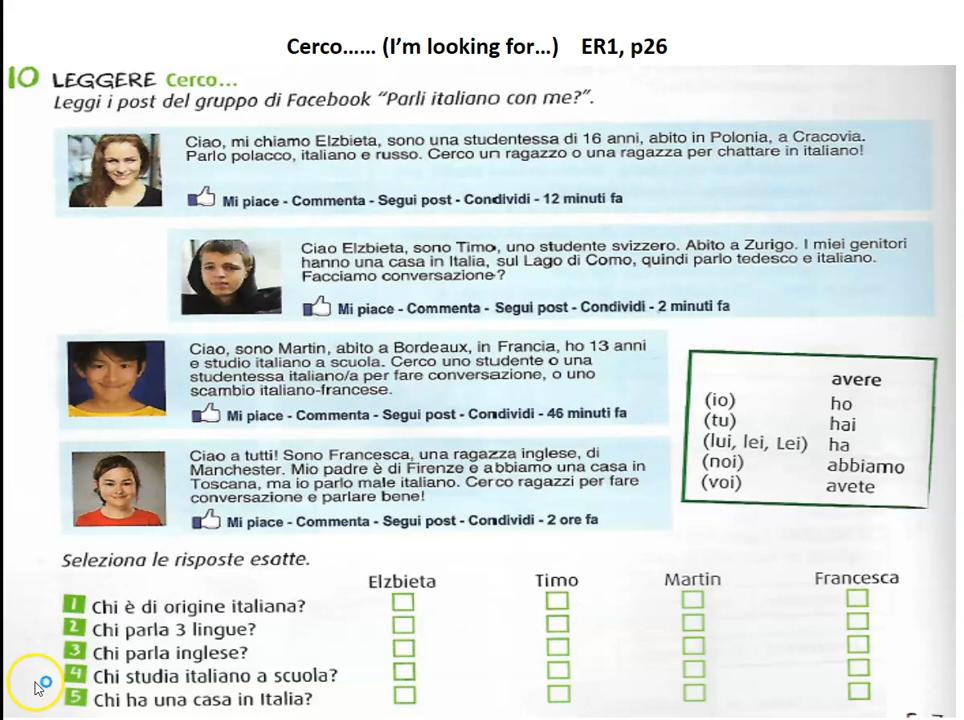 Cerco…… (I'm looking for…) ER1, p26
10 LEGGERE Cerco...
Leggi i post del gruppo di Facebook "Parli italiano con me?".
Ciao, mi chiamo Elzbieta, sono una studentessa di 16 anni, abito in Polonia, a Cracovia.
Parlo polacco, italiano e russo. Cerco un ragazzo o una ragazza per chattare in italiano!
Mi piace - Commenta - Segui post - Condividi - 12 minuti fa
Ciao Elzbieta, sono Timo, uno studente svizzero. Abito a Zurigo. I miei genitori
hanno una casa in Italia, sul Lago di Como, quindi parlo tedesco e italiano.
Facciamo conversazione?
Mi piace - Commenta - Segui post - Condividi - 2 minuti fa
Ciao, sono Martin, abito a Bordeaux, in Francia, ho 13 anni
e studio italiano a scuola. Cerco uno studente o una
studentessa italiano/a per fare conversazione, o uno
scambio italiano-francese.
Mi piace - Commenta - Segui post - Condividi - 46 minuti fa
Ciao a tutti! Sono Francesca, una ragazza inglese, di
Manchester. Mio padre è di Firenze e abbiamo una casa in
Toscana, ma io parlo male italiano. Cerco ragazzi per fare
conversazione e parlare bene!
Mi piace - Commenta - Segui post - Condividi - 2 ore fa
avere
(io) ho
(tu) hai
(lui, lei, Lei) ha
(noi) abbiamo
(voi) avete
Seleziona le risposte esatte.
Elzbieta Timo Martin Francesca
1 Chi è di origine italiana?
2 Chi parla 3 lingue?
3 Chi parla inglese?
4 Chi studia italiano a scuola?
5 Chi ha una casa in Italia?